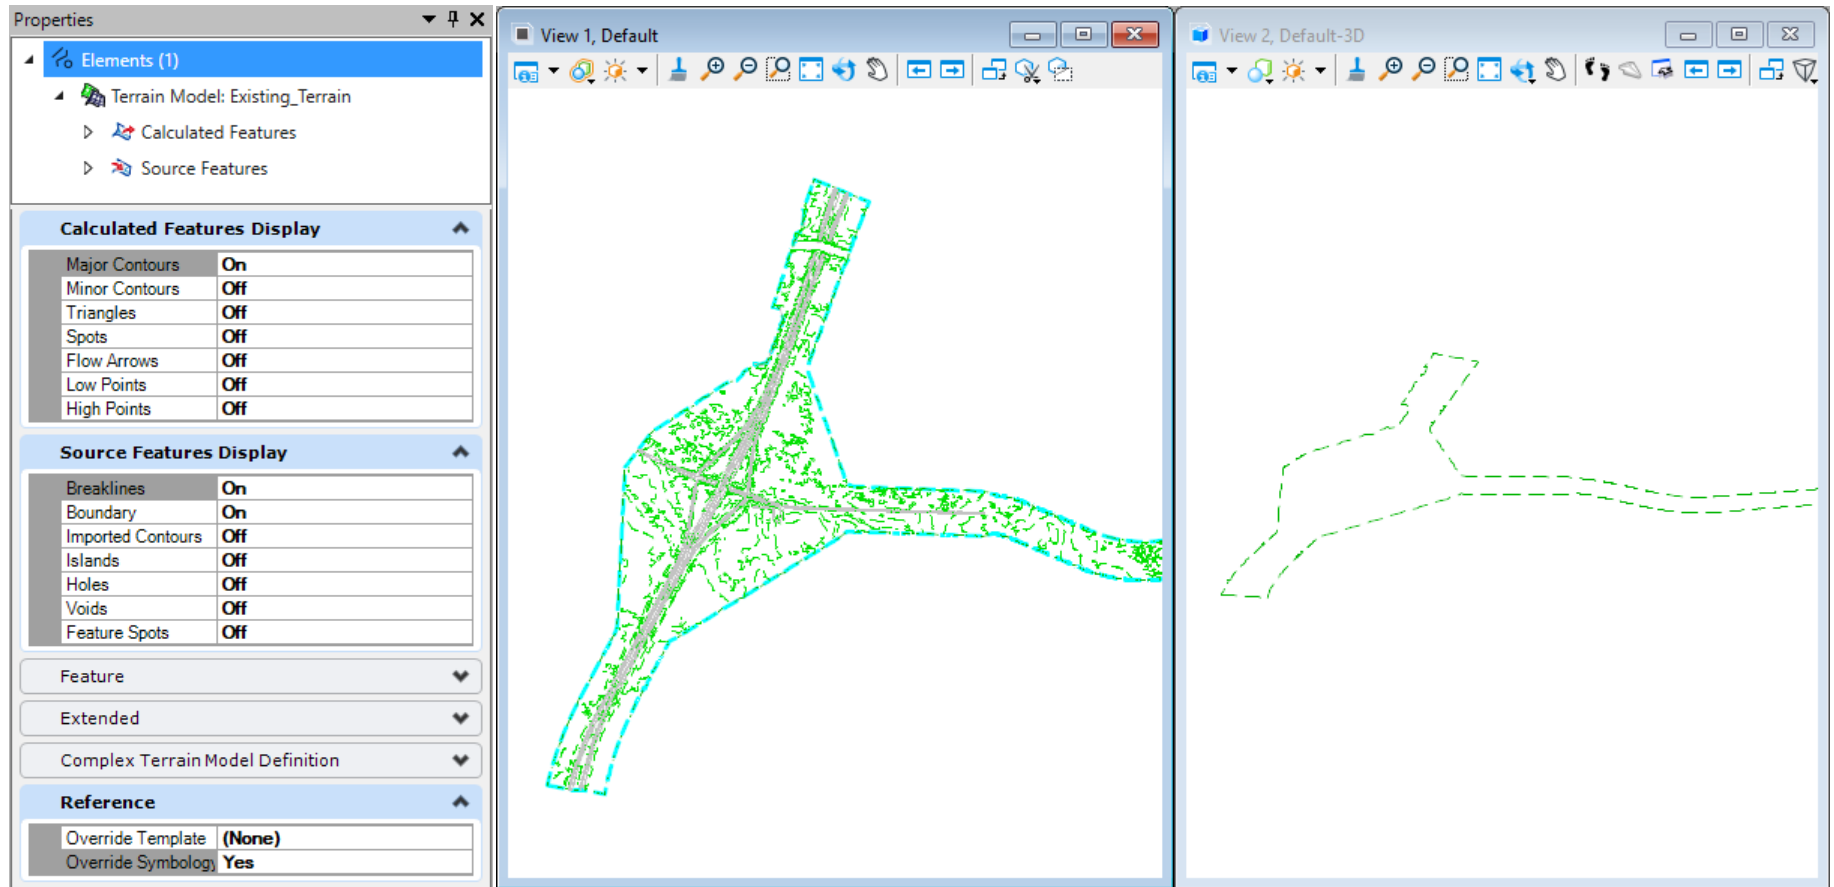 Properties
Elements (1)
Terrain Model: Existing_Terrain
Calculated Features
Source Features
Calculated Features Display
Major Contours On
Minor Contours Off
Triangles Off
Spots Off
Flow Arrows Off
Low Points Off
High Points Off
Source Features Display
Breaklines On
Boundary On
Imported Contours Off
Islands Off
Holes Off
Voids Off
Feature Spots Off
Feature
Extended
Complex Terrain Model Definition
Reference
Override Template (None)
Override Symbology Yes
View 1, Default
View 2, Default-3D